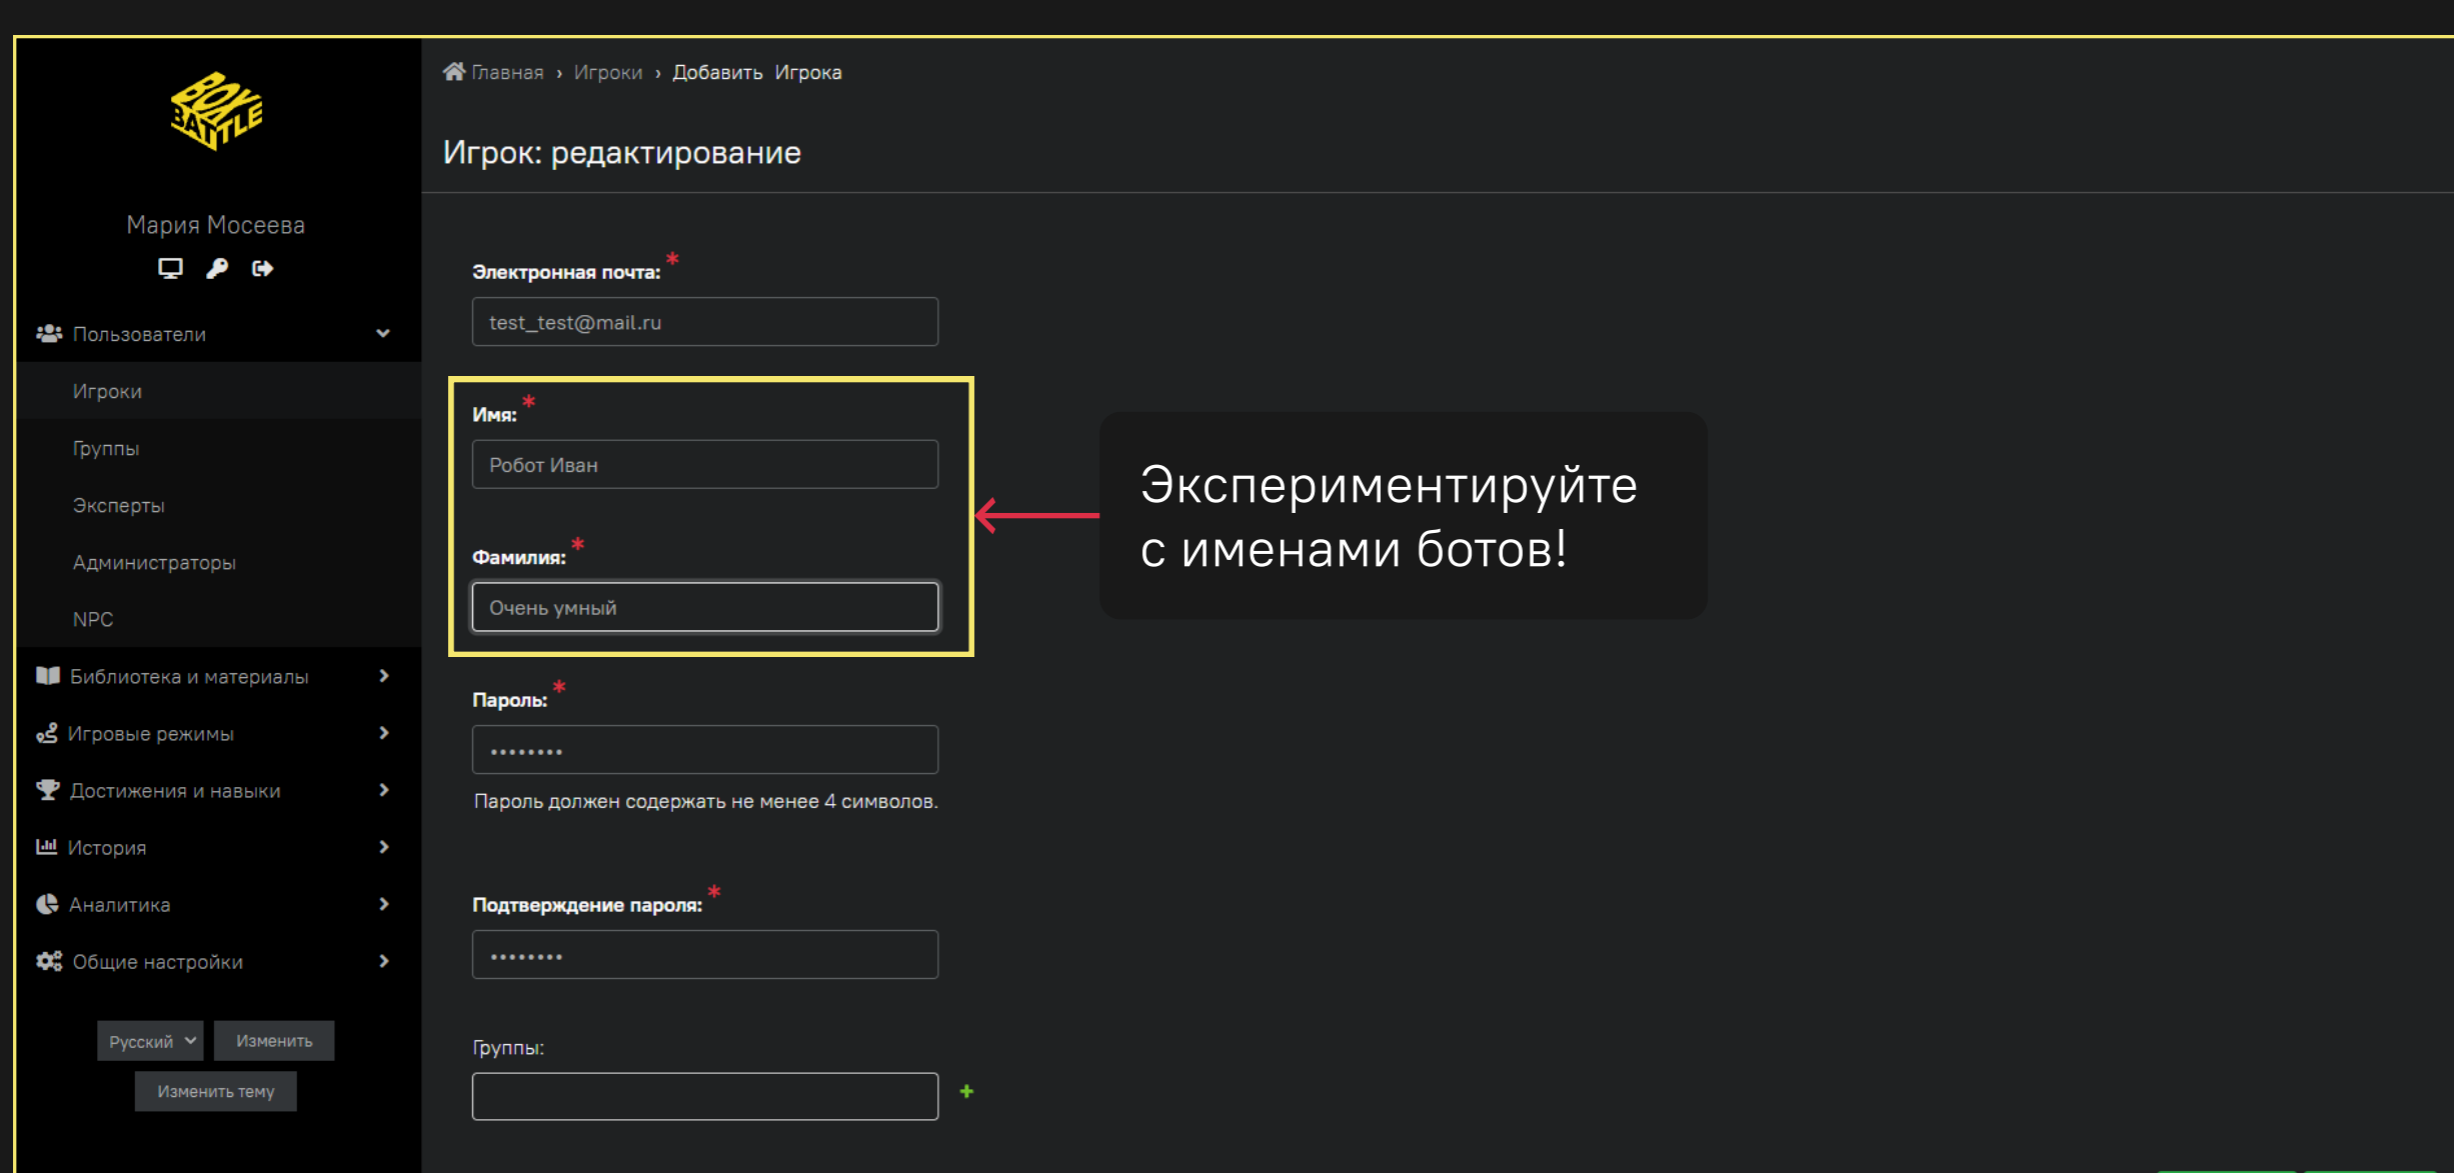 BOX
BATTLE
Мария Мосеева
Пользователи
Игроки
Группы
Эксперты
Администраторы
NPC
Библиотека и материалы
Игровые режимы
Достижения и навыки
История
Аналитика
Общие настройки
Русский
Изменить
Изменить тему
Главная › Игроки › Добавить Игрока
Игрок: редактирование
Электронная почта: *
test_test@mail.ru
Имя: *
Робот Иван
Фамилия: *
Очень умный
Экспериментируйте
с именами ботов!
Пароль: *
••••••••
Пароль должен содержать не менее 4 символов.
Подтверждение пароля: *
••••••••
Группы: